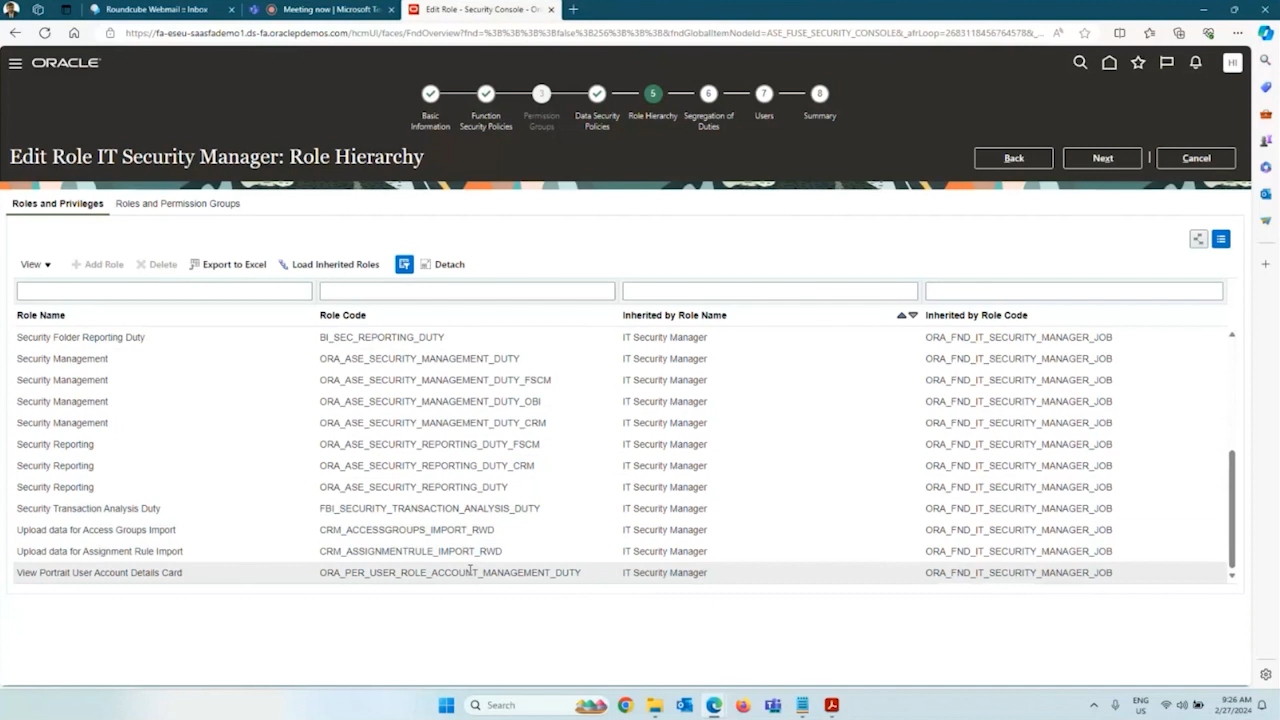 Roundcube Webmail :: Inbox
Meeting now | Microsoft Te
Edit Role - Security Console - Or
https://fa-eseu-saasfademo1.ds-fa.oraclepdemos.com/hcmUI/faces/FndOverview?fnd=%3B%3B%3B%3Bfalse%3B256%3B%3B%3B&fndGlobalItemNodeId=ASE_FUSE_SECURITY_CONSOLE&_afrLoop=2683118456764578&_...
ORACLE
HI
3 5 6 7 8
Basic Information
Function Security Policies
Permission Groups
Data Security Policies
Role Hierarchy
Segregation of Duties
Users
Summary
Edit Role IT Security Manager: Role Hierarchy
Back Next | Cancel
Roles and Privileges Roles and Permission Groups
View Add Role Delete Export to Excel Load Inherited Roles Detach
Role Name Role Code Inherited by Role Name Inherited by Role Code
Security Folder Reporting Duty BI_SEC_REPORTING_DUTY IT Security Manager ORA_FND_IT_SECURITY_MANAGER_JOB
Security Management ORA_ASE_SECURITY_MANAGEMENT_DUTY IT Security Manager ORA_FND_IT_SECURITY_MANAGER_JOB
Security Management ORA_ASE_SECURITY_MANAGEMENT_DUTY_FSCM IT Security Manager ORA_FND_IT_SECURITY_MANAGER_JOB
Security Management ORA_ASE_SECURITY_MANAGEMENT_DUTY_OBI IT Security Manager ORA_FND_IT_SECURITY_MANAGER_JOB
Security Management ORA_ASE_SECURITY_MANAGEMENT_DUTY_CRM IT Security Manager ORA_FND_IT_SECURITY_MANAGER_JOB
Security Reporting ORA_ASE_SECURITY_REPORTING_DUTY_FSCM IT Security Manager ORA_FND_IT_SECURITY_MANAGER_JOB
Security Reporting ORA_ASE_SECURITY_REPORTING_DUTY_CRM IT Security Manager ORA_FND_IT_SECURITY_MANAGER_JOB
Security Reporting ORA_ASE_SECURITY_REPORTING_DUTY IT Security Manager ORA_FND_IT_SECURITY_MANAGER_JOB
Security Transaction Analysis Duty FBI_SECURITY_TRANSACTION_ANALYSIS_DUTY IT Security Manager ORA_FND_IT_SECURITY_MANAGER_JOB
Upload data for Access Groups Import CRM_ACCESSGROUPS_IMPORT_RWD IT Security Manager ORA_FND_IT_SECURITY_MANAGER_JOB
Upload data for Assignment Rule Import CRM_ASSIGNMENTRULE_IMPORT_RWD IT Security Manager ORA_FND_IT_SECURITY_MANAGER_JOB
View Portrait User Account Details Card ORA_PER_USER_ROLE_ACCOUNT_MANAGEMENT_DUTY IT Security Manager ORA_FND_IT_SECURITY_MANAGER_JOB
Search
ENG
US
9:26 AM
2/27/2024